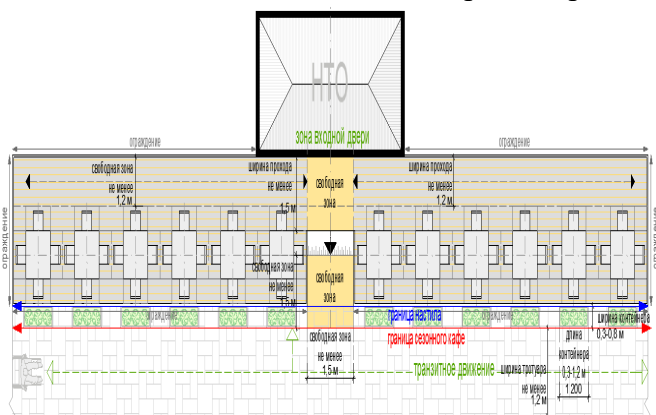 НТО
зона входной двери
ограждение
ограждение
свободная зона
не менее
1,2 м
ширина прохода
не менее
1,5 м
свободная
зона
ширина прохода
не менее
1,2 м
ограждение
ограждение
свободная зона
не менее
1,5 м
свободная
зона
граница настила
ограждение
ограждение
ширина контейнера
0,3-0,8 м
граница сезонного кафе
свободная зона
не менее
1,5 м
транзитное движение
ширина тротуара
не менее
1,2 м
длина
контейнера
0,3-1,2 м
1 200